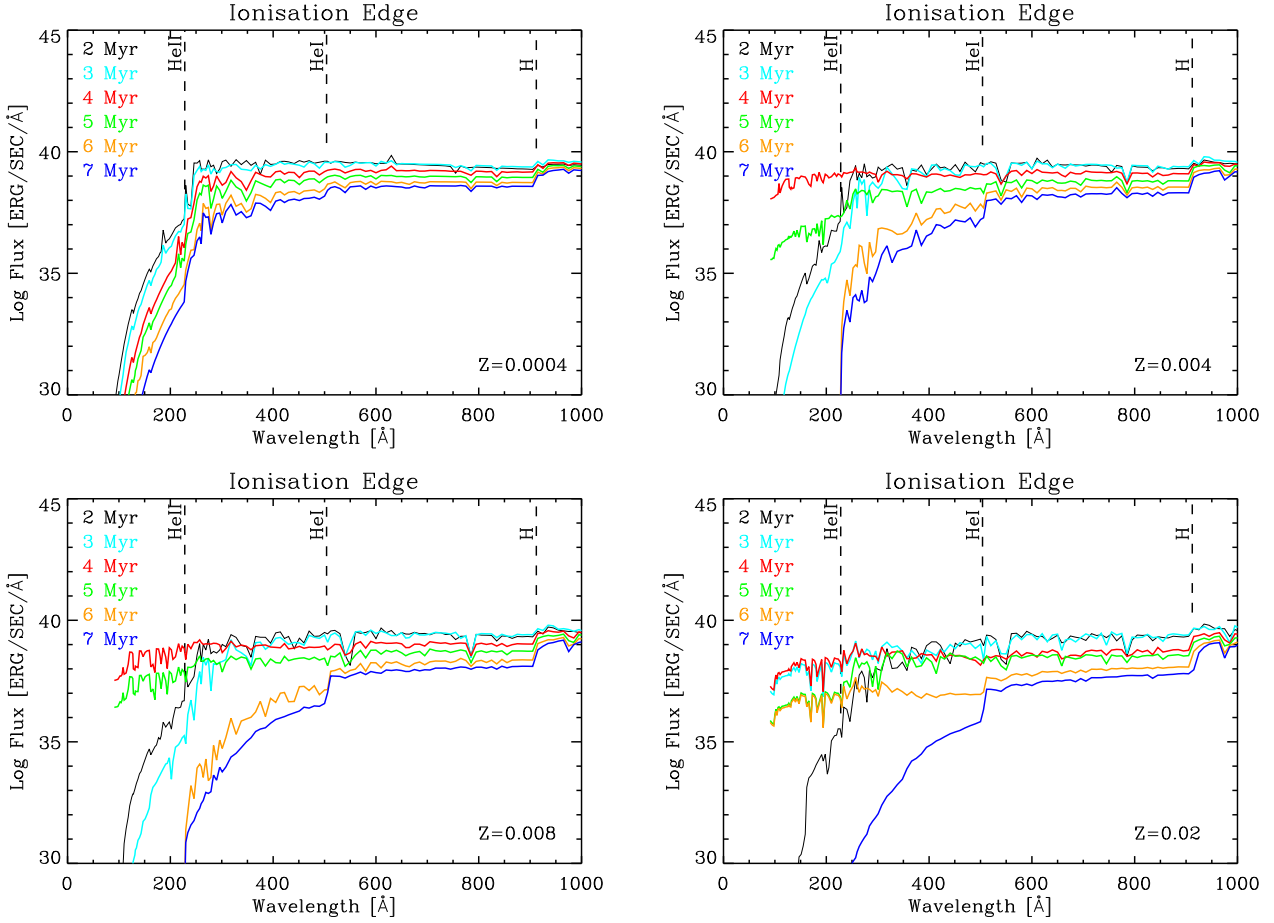 Ionisation Edge
45
40
35
30
Log Flux [ERG/SEC/Å]
2 Myr
3 Myr
4 Myr
5 Myr
6 Myr
7 Myr
HeII
HeI
H
Z=0.0004
0 200 400 600 800 1000
Wavelength [Å]
Ionisation Edge
45
40
35
30
Log Flux [ERG/SEC/Å]
2 Myr
3 Myr
4 Myr
5 Myr
6 Myr
7 Myr
HeII
HeI
H
Z=0.004
0 200 400 600 800 1000
Wavelength [Å]
Ionisation Edge
45
40
35
30
Log Flux [ERG/SEC/Å]
2 Myr
3 Myr
4 Myr
5 Myr
6 Myr
7 Myr
HeII
HeI
H
Z=0.008
0 200 400 600 800 1000
Wavelength [Å]
Ionisation Edge
45
40
35
30
Log Flux [ERG/SEC/Å]
2 Myr
3 Myr
4 Myr
5 Myr
6 Myr
7 Myr
HeII
HeI
H
Z=0.02
0 200 400 600 800 1000
Wavelength [Å]